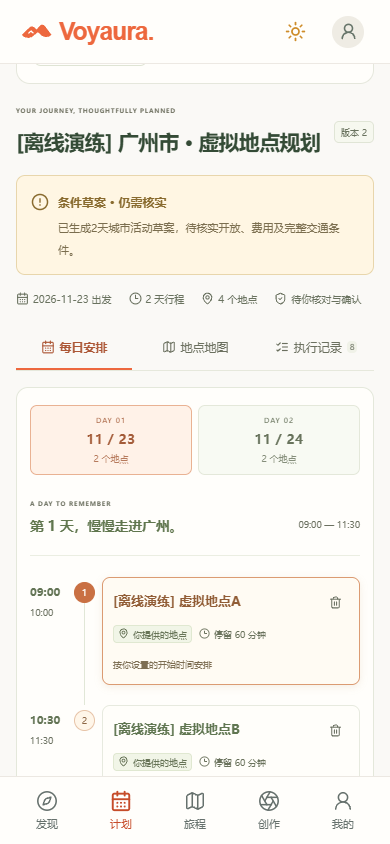 Voyaura.
YOUR JOURNEY, THOUGHTFULLY PLANNED
[离线演练] 广州市 • 虚拟地点规划
版本 2
条件草案 • 仍需核实
已生成2天城市活动草案，待核实开放、费用及完整交通条
件。
2026-11-23 出发
2 天行程
4 个地点
待你核对与确认
每日安排
地点地图
执行记录 8
DAY 01
11 / 23
2 个地点
DAY 02
11 / 24
2 个地点
A DAY TO REMEMBER
第 1 天，慢慢走进广州。
09:00 — 11:30
09:00
10:00
1
[离线演练] 虚拟地点A
你提供的地点
停留 60 分钟
按你设置的开始时间安排
10:30
11:30
2
[离线演练] 虚拟地点B
你提供的地点
停留 60 分钟
发现
计划
旅程
创作
我的